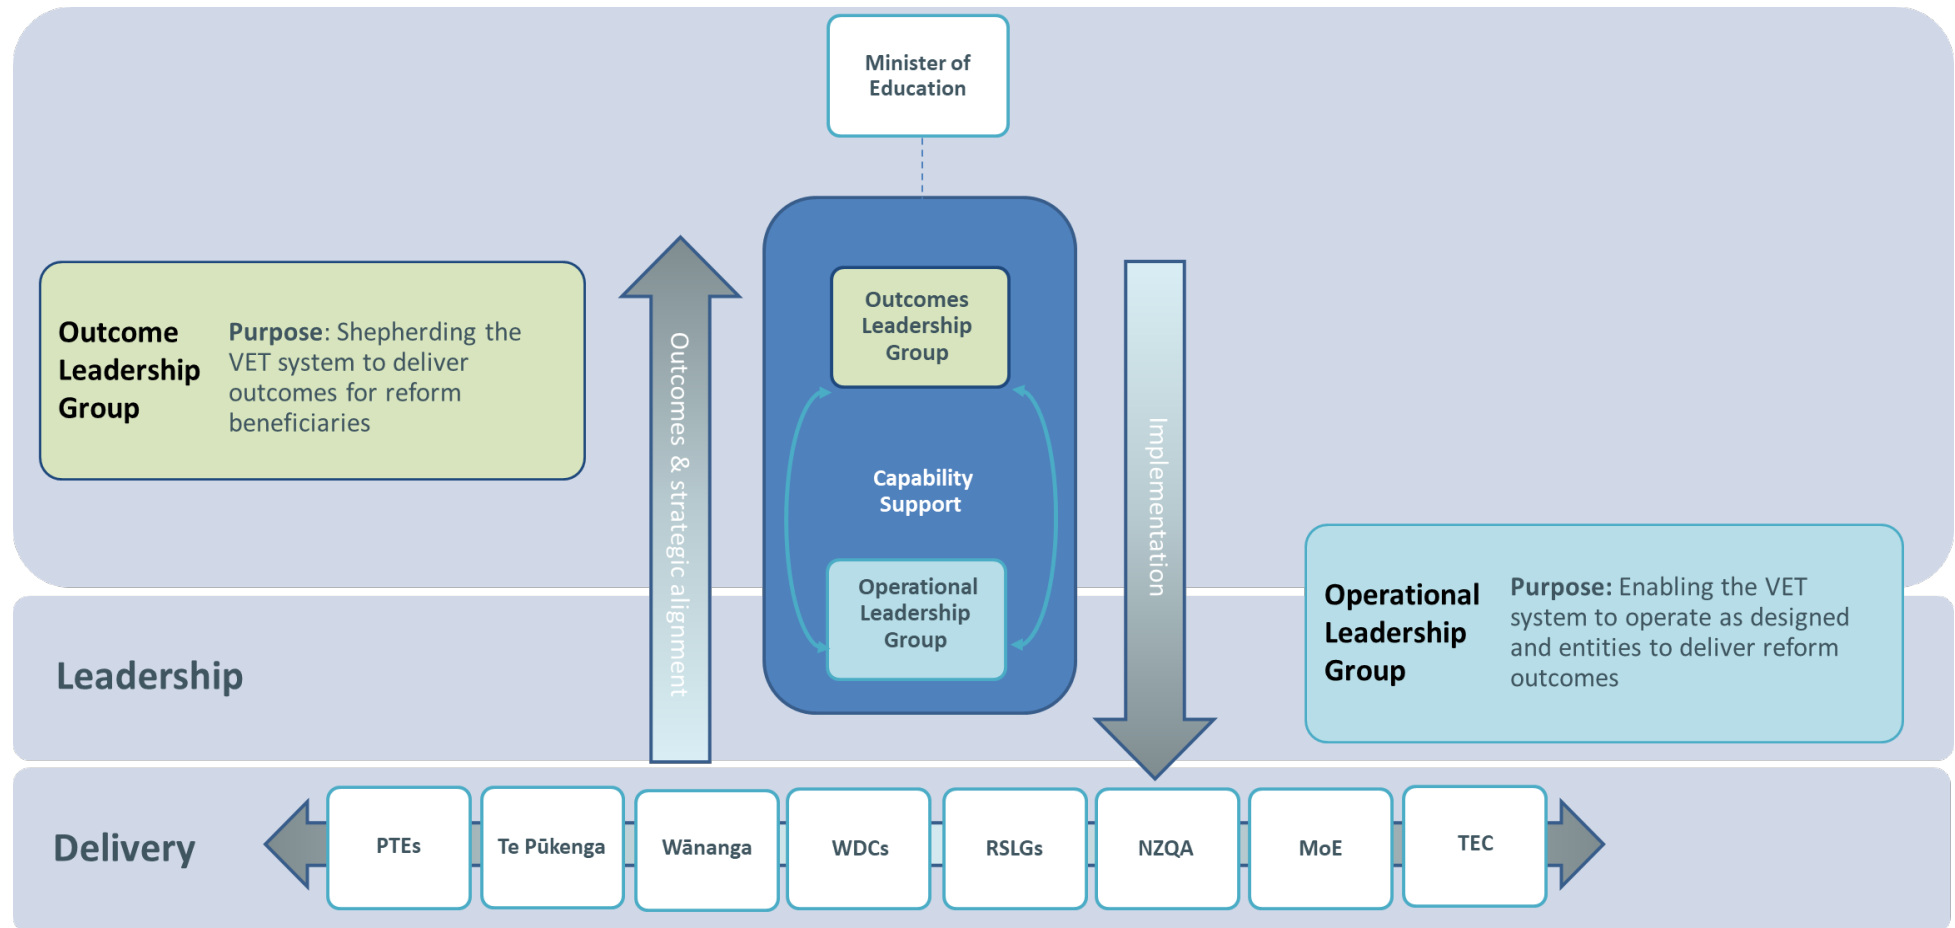 Minister of
Education
Outcome
Leadership
Group
Purpose: Shepherding the
VET system to deliver
outcomes for reform
beneficiaries
Outcomes & strategic alignment
Outcomes
Leadership
Group
Capability
Support
Operational
Leadership
Group
Implementation
Operational
Leadership
Group
Purpose: Enabling the VET
system to operate as designed
and entities to deliver reform
outcomes
Leadership
Delivery
PTEs
Te Pūkenga
Wānanga
WDCs
RSLGs
NZQA
MoE
TEC